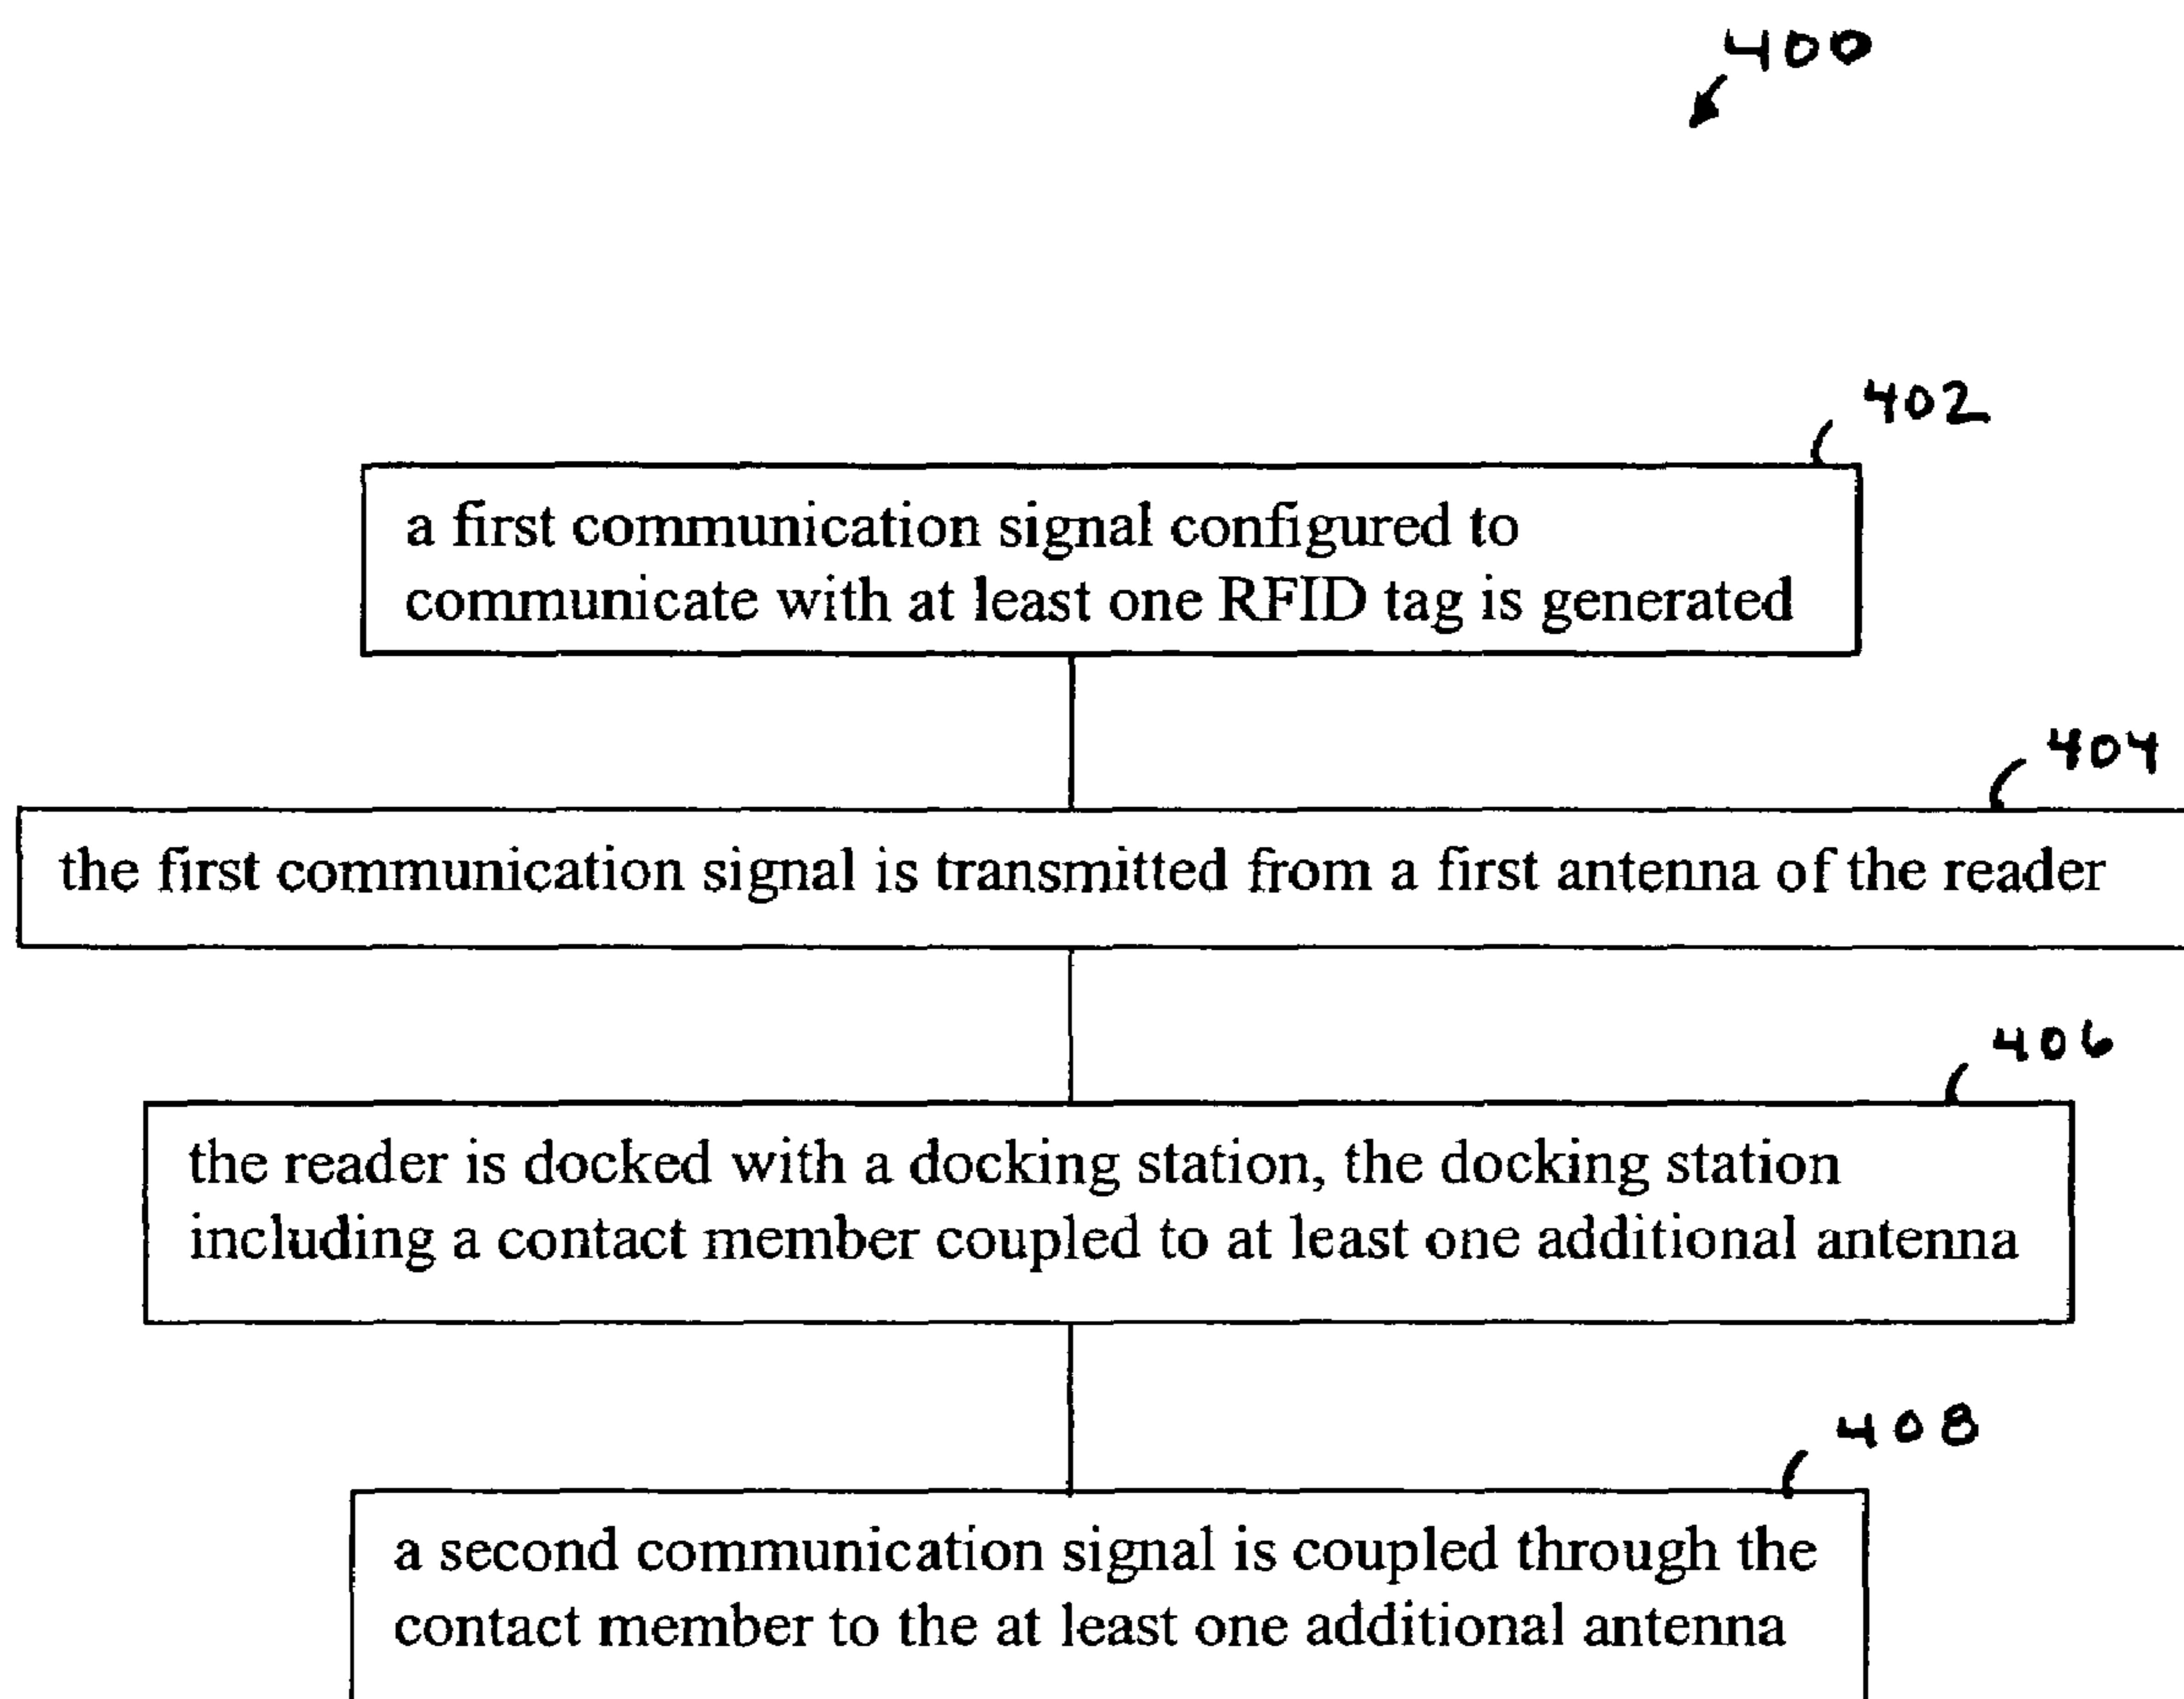 400
402
a first communication signal configured to
communicate with at least one RFID tag is generated
404
the first communication signal is transmitted from a first antenna of the reader
406
the reader is docked with a docking station, the docking station
including a contact member coupled to at least one additional antenna
408
a second communication signal is coupled through the
contact member to the at least one additional antenna